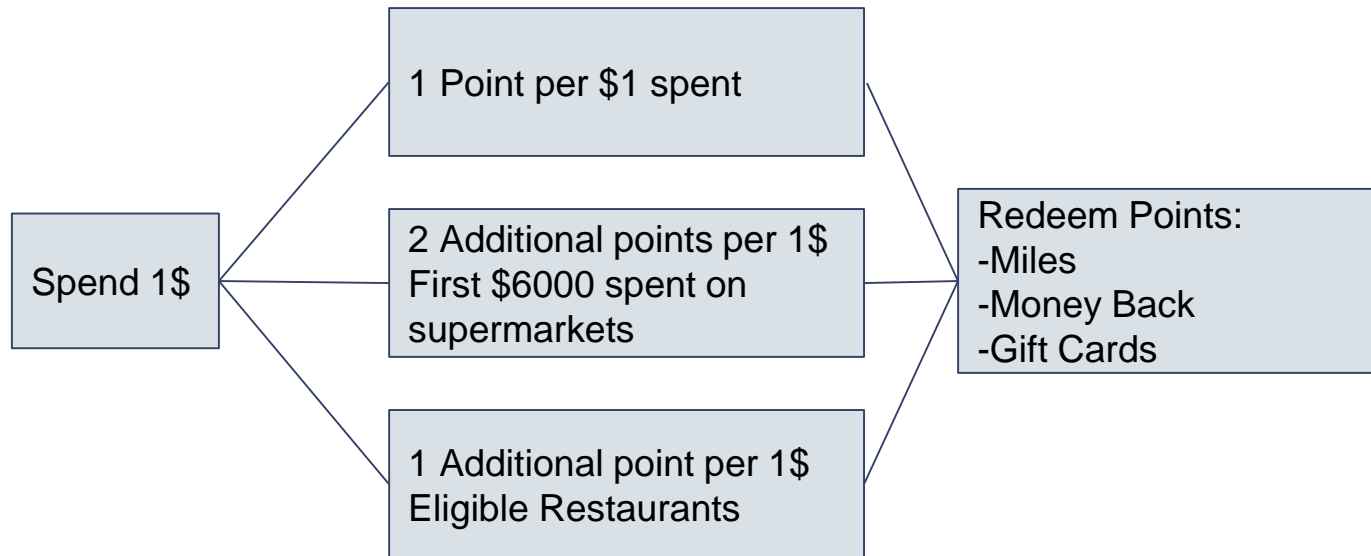 Spend 1$
1 Point per $1 spent
2 Additional points per 1$
First $6000 spent on
supermarkets
1 Additional point per 1$
Eligible Restaurants
Redeem Points:
-Miles
-Money Back
-Gift Cards